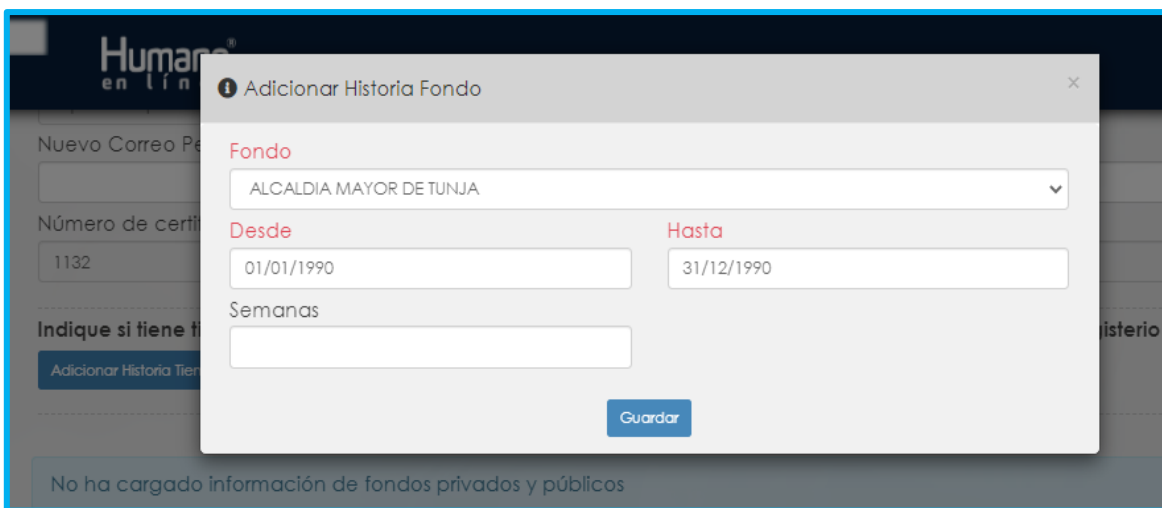 Humano®
en lín
Adicionar Historia Fondo
×
Nuevo Correo Pe
Fondo
ALCALDIA MAYOR DE TUNJA
Número de certif
Desde
Hasta
1132
01/01/1990
31/12/1990
Semanas
Indique si tiene ti
gisterio
Adicionar Historia Tien
Guardar
No ha cargado información de fondos privados y públicos